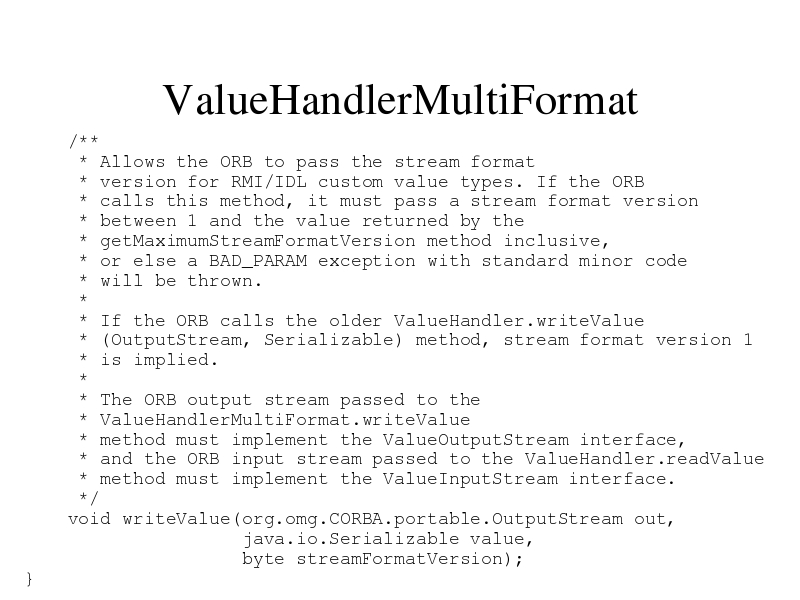 ValueHandlerMultiFormat
/**
* Allows the ORB to pass the stream format
* version for RMI/IDL custom value types. If the ORB
* calls this method, it must pass a stream format version
* between 1 and the value returned by the
* getMaximumStreamFormatVersion method inclusive,
* or else a BAD_PARAM exception with standard minor code
* will be thrown.
*
* If the ORB calls the older ValueHandler.writeValue
* (OutputStream, Serializable) method, stream format version 1
* is implied.
*
* The ORB output stream passed to the
* ValueHandlerMultiFormat.writeValue
* method must implement the ValueOutputStream interface,
* and the ORB input stream passed to the ValueHandler.readValue
* method must implement the ValueInputStream interface.
*/
void writeValue(org.omg.CORBA.portable.OutputStream out,
java.io.Serializable value,
byte streamFormatVersion);
}